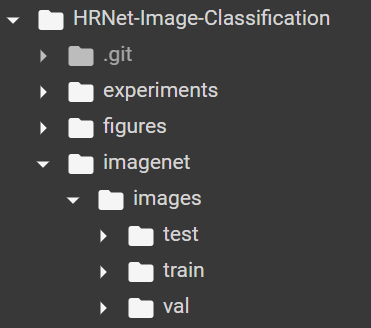 HRNet-Image-Classification
.git
experiments
figures
imagenet
images
test
train
val